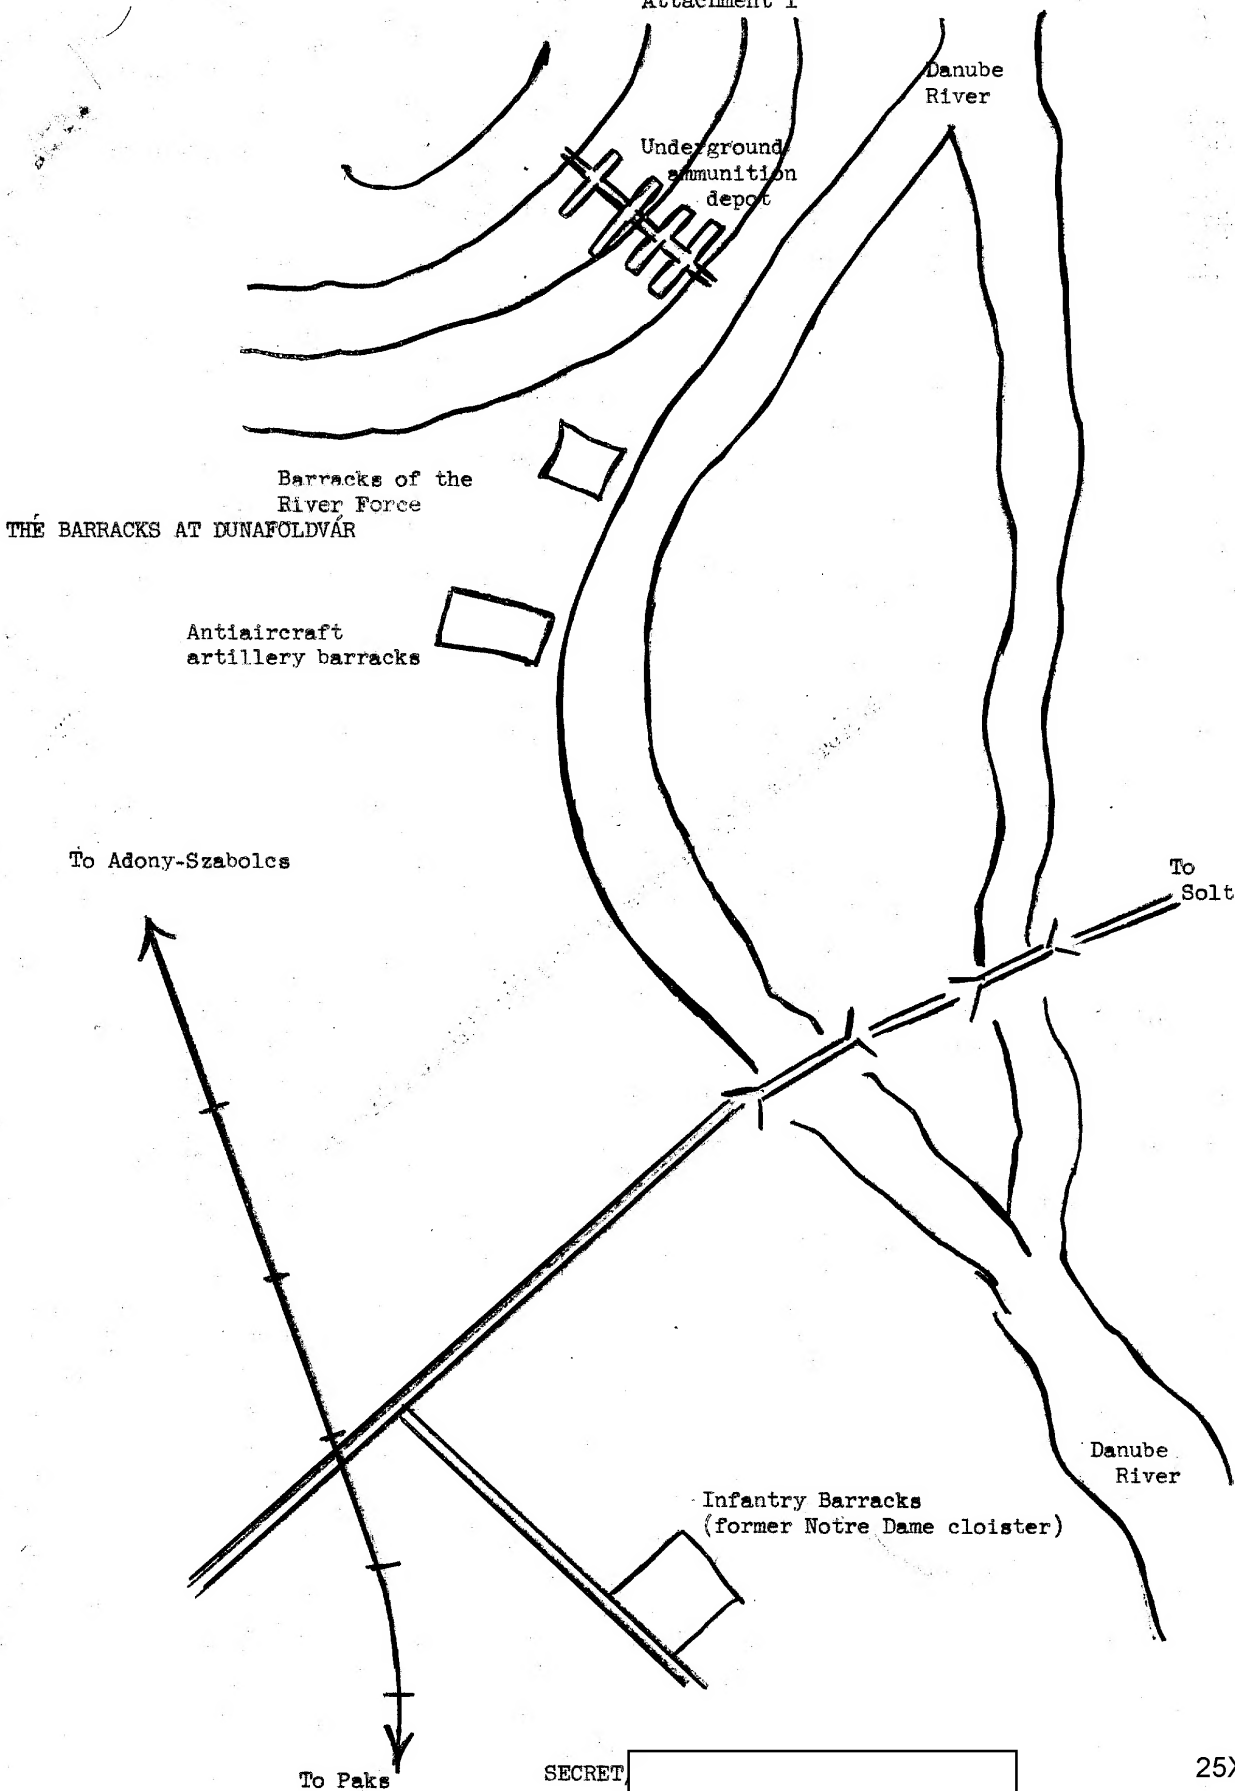 Attachment 1
Danube
River
Underground
ammunition
depot
Barracks of the
River Force
THÉ BARRACKS AT DUNAFÖLDVÁR
Antiaircraft
artillery barracks
To Adony-Szabolcs
To
Solt
Danube
River
Infantry Barracks
(former Notre Dame cloister)
To Paks
SECRET/
25X